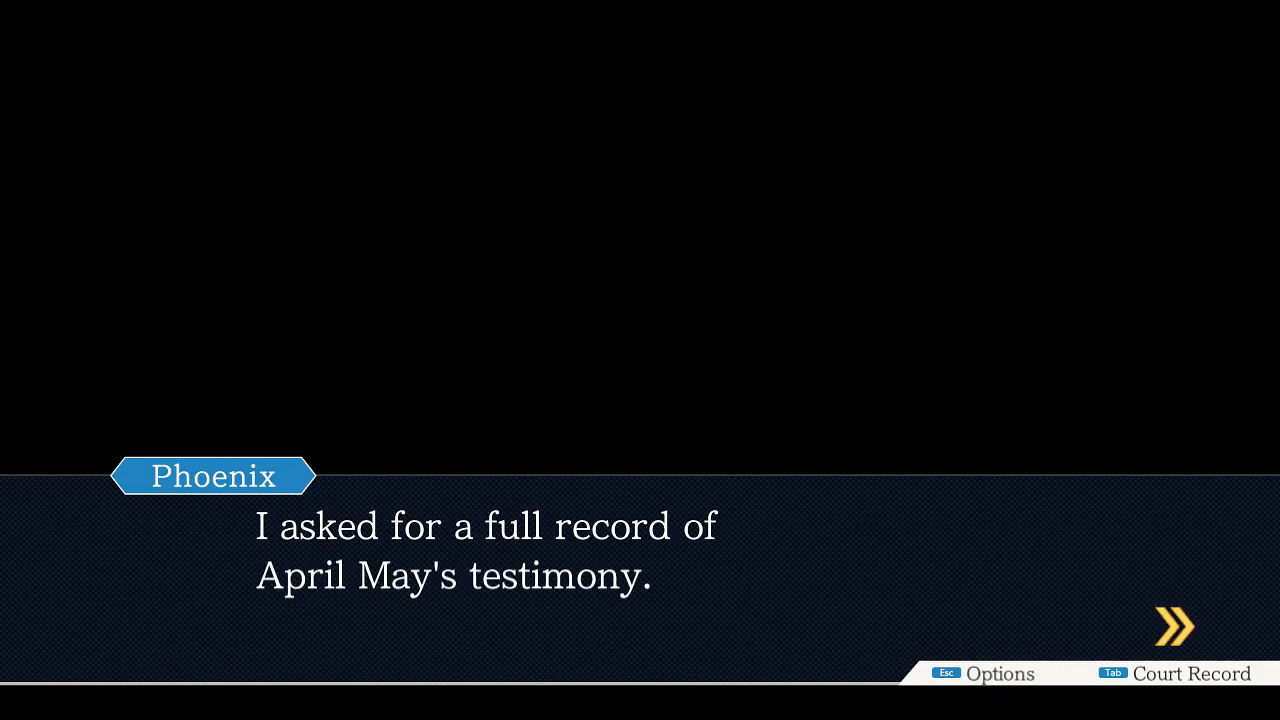 Phoenix
I asked for a full record of
April May's testimony.
Esc Options Tab Court Record